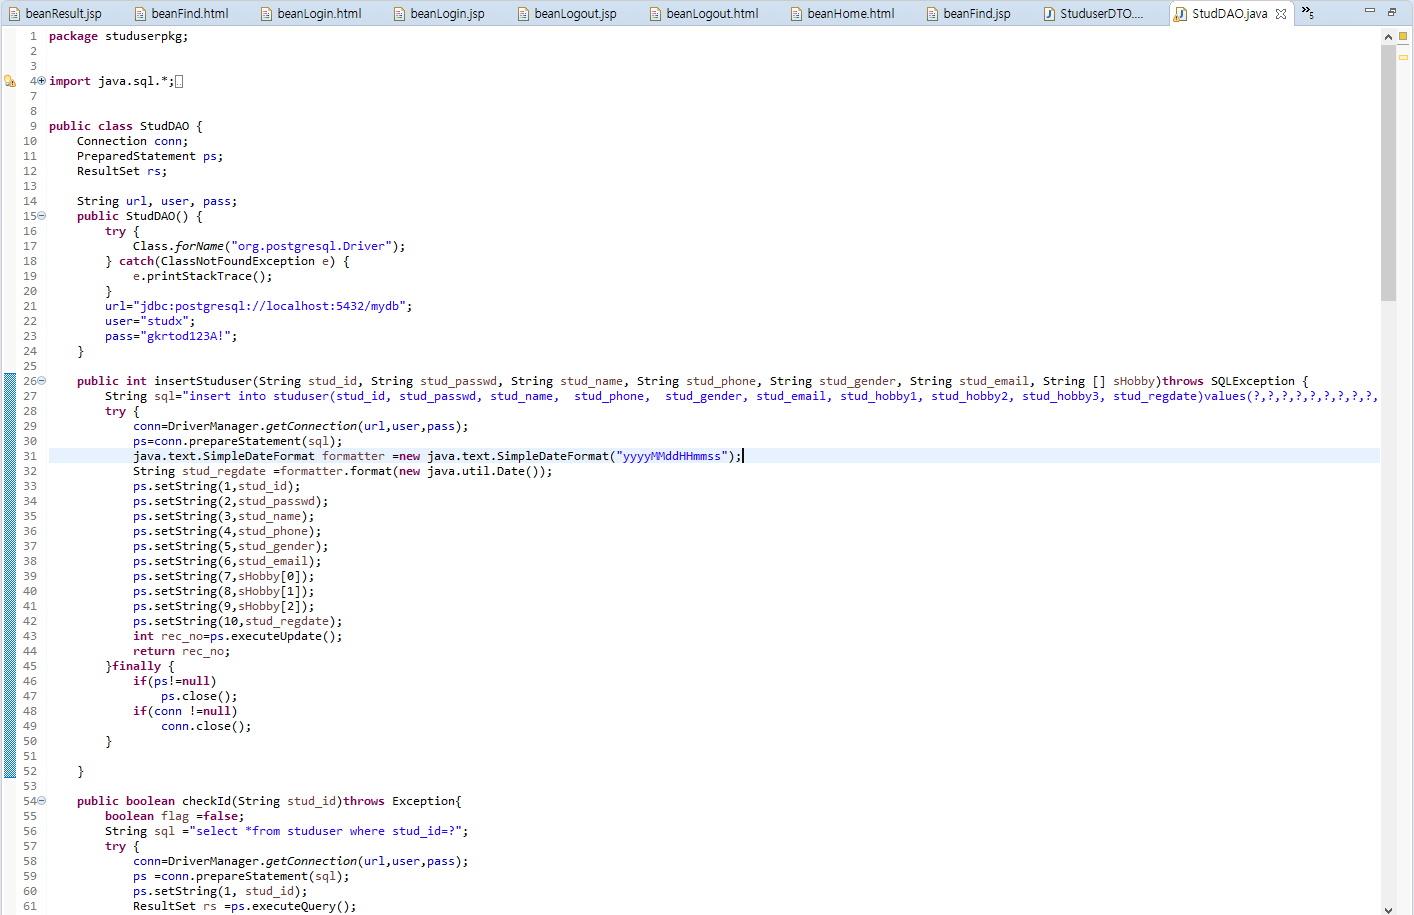 beanResult.jsp beanFind.html beanLogin.html beanLogin.jsp beanLogout.jsp beanLogout.html beanHome.html beanFind.jsp StuduserDTO.... StudDAO.java »5
1 package studuserpkg;
2
3
4 import java.sql.*;
7
8
9 public class StudDAO {
10 Connection conn;
11 PreparedStatement ps;
12 ResultSet rs;
13
14 String url, user, pass;
15 public StudDAO() {
16 try {
17 Class.forName("org.postgresql.Driver");
18 } catch(ClassNotFoundException e) {
19 e.printStackTrace();
20 }
21 url="jdbc:postgresql://localhost:5432/mydb";
22 user="studx";
23 pass="gkrtod123A!";
24 }
25
26 public int insertStuduser(String stud_id, String stud_passwd, String stud_name, String stud_phone, String stud_gender, String stud_email, String [] sHobby)throws SQLException {
27 String sql="insert into studuser(stud_id, stud_passwd, stud_name,  stud_phone,  stud_gender, stud_email, stud_hobby1, stud_hobby2, stud_hobby3, stud_regdate)values(?,?,?,?,?,?,?,?,?,
28 try {
29 conn=DriverManager.getConnection(url,user,pass);
30 ps=conn.prepareStatement(sql);
31 java.text.SimpleDateFormat formatter =new java.text.SimpleDateFormat("yyyyMMddHHmmss");
32 String stud_regdate =formatter.format(new java.util.Date());
33 ps.setString(1,stud_id);
34 ps.setString(2,stud_passwd);
35 ps.setString(3,stud_name);
36 ps.setString(4,stud_phone);
37 ps.setString(5,stud_gender);
38 ps.setString(6,stud_email);
39 ps.setString(7,sHobby[0]);
40 ps.setString(8,sHobby[1]);
41 ps.setString(9,sHobby[2]);
42 ps.setString(10,stud_regdate);
43 int rec_no=ps.executeUpdate();
44 return rec_no;
45 }finally {
46 if(ps!=null)
47 ps.close();
48 if(conn !=null)
49 conn.close();
50 }
51
52 }
53
54 public boolean checkId(String stud_id)throws Exception{
55 boolean flag =false;
56 String sql ="select *from studuser where stud_id=?";
57 try {
58 conn=DriverManager.getConnection(url,user,pass);
59 ps =conn.prepareStatement(sql);
60 ps.setString(1, stud_id);
61 ResultSet rs =ps.executeQuery();